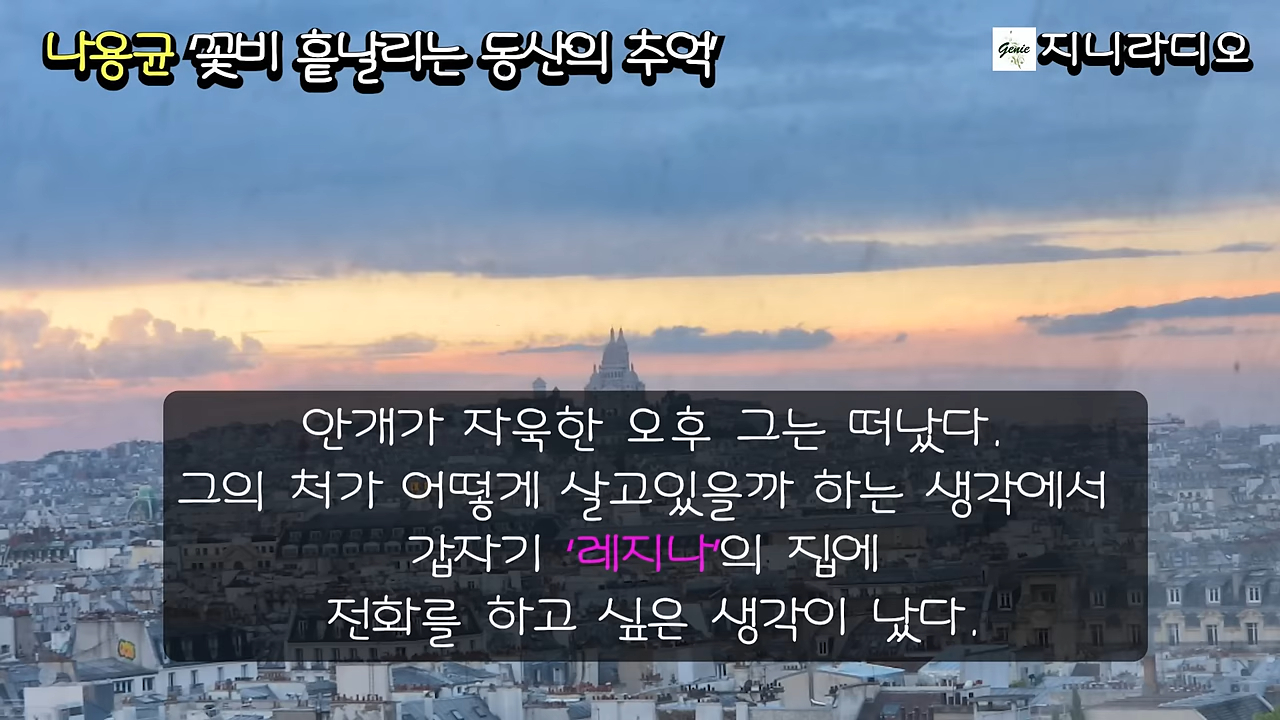 나용균 '꽃비 흩날리는 동산의 추억'
Genie 지니라디오
안개가 자욱한 오후 그는 떠났다.
그의 처가 어떻게 살고있을까 하는 생각에서
갑자기 '레지나'의 집에
전화를 하고 싶은 생각이 났다.